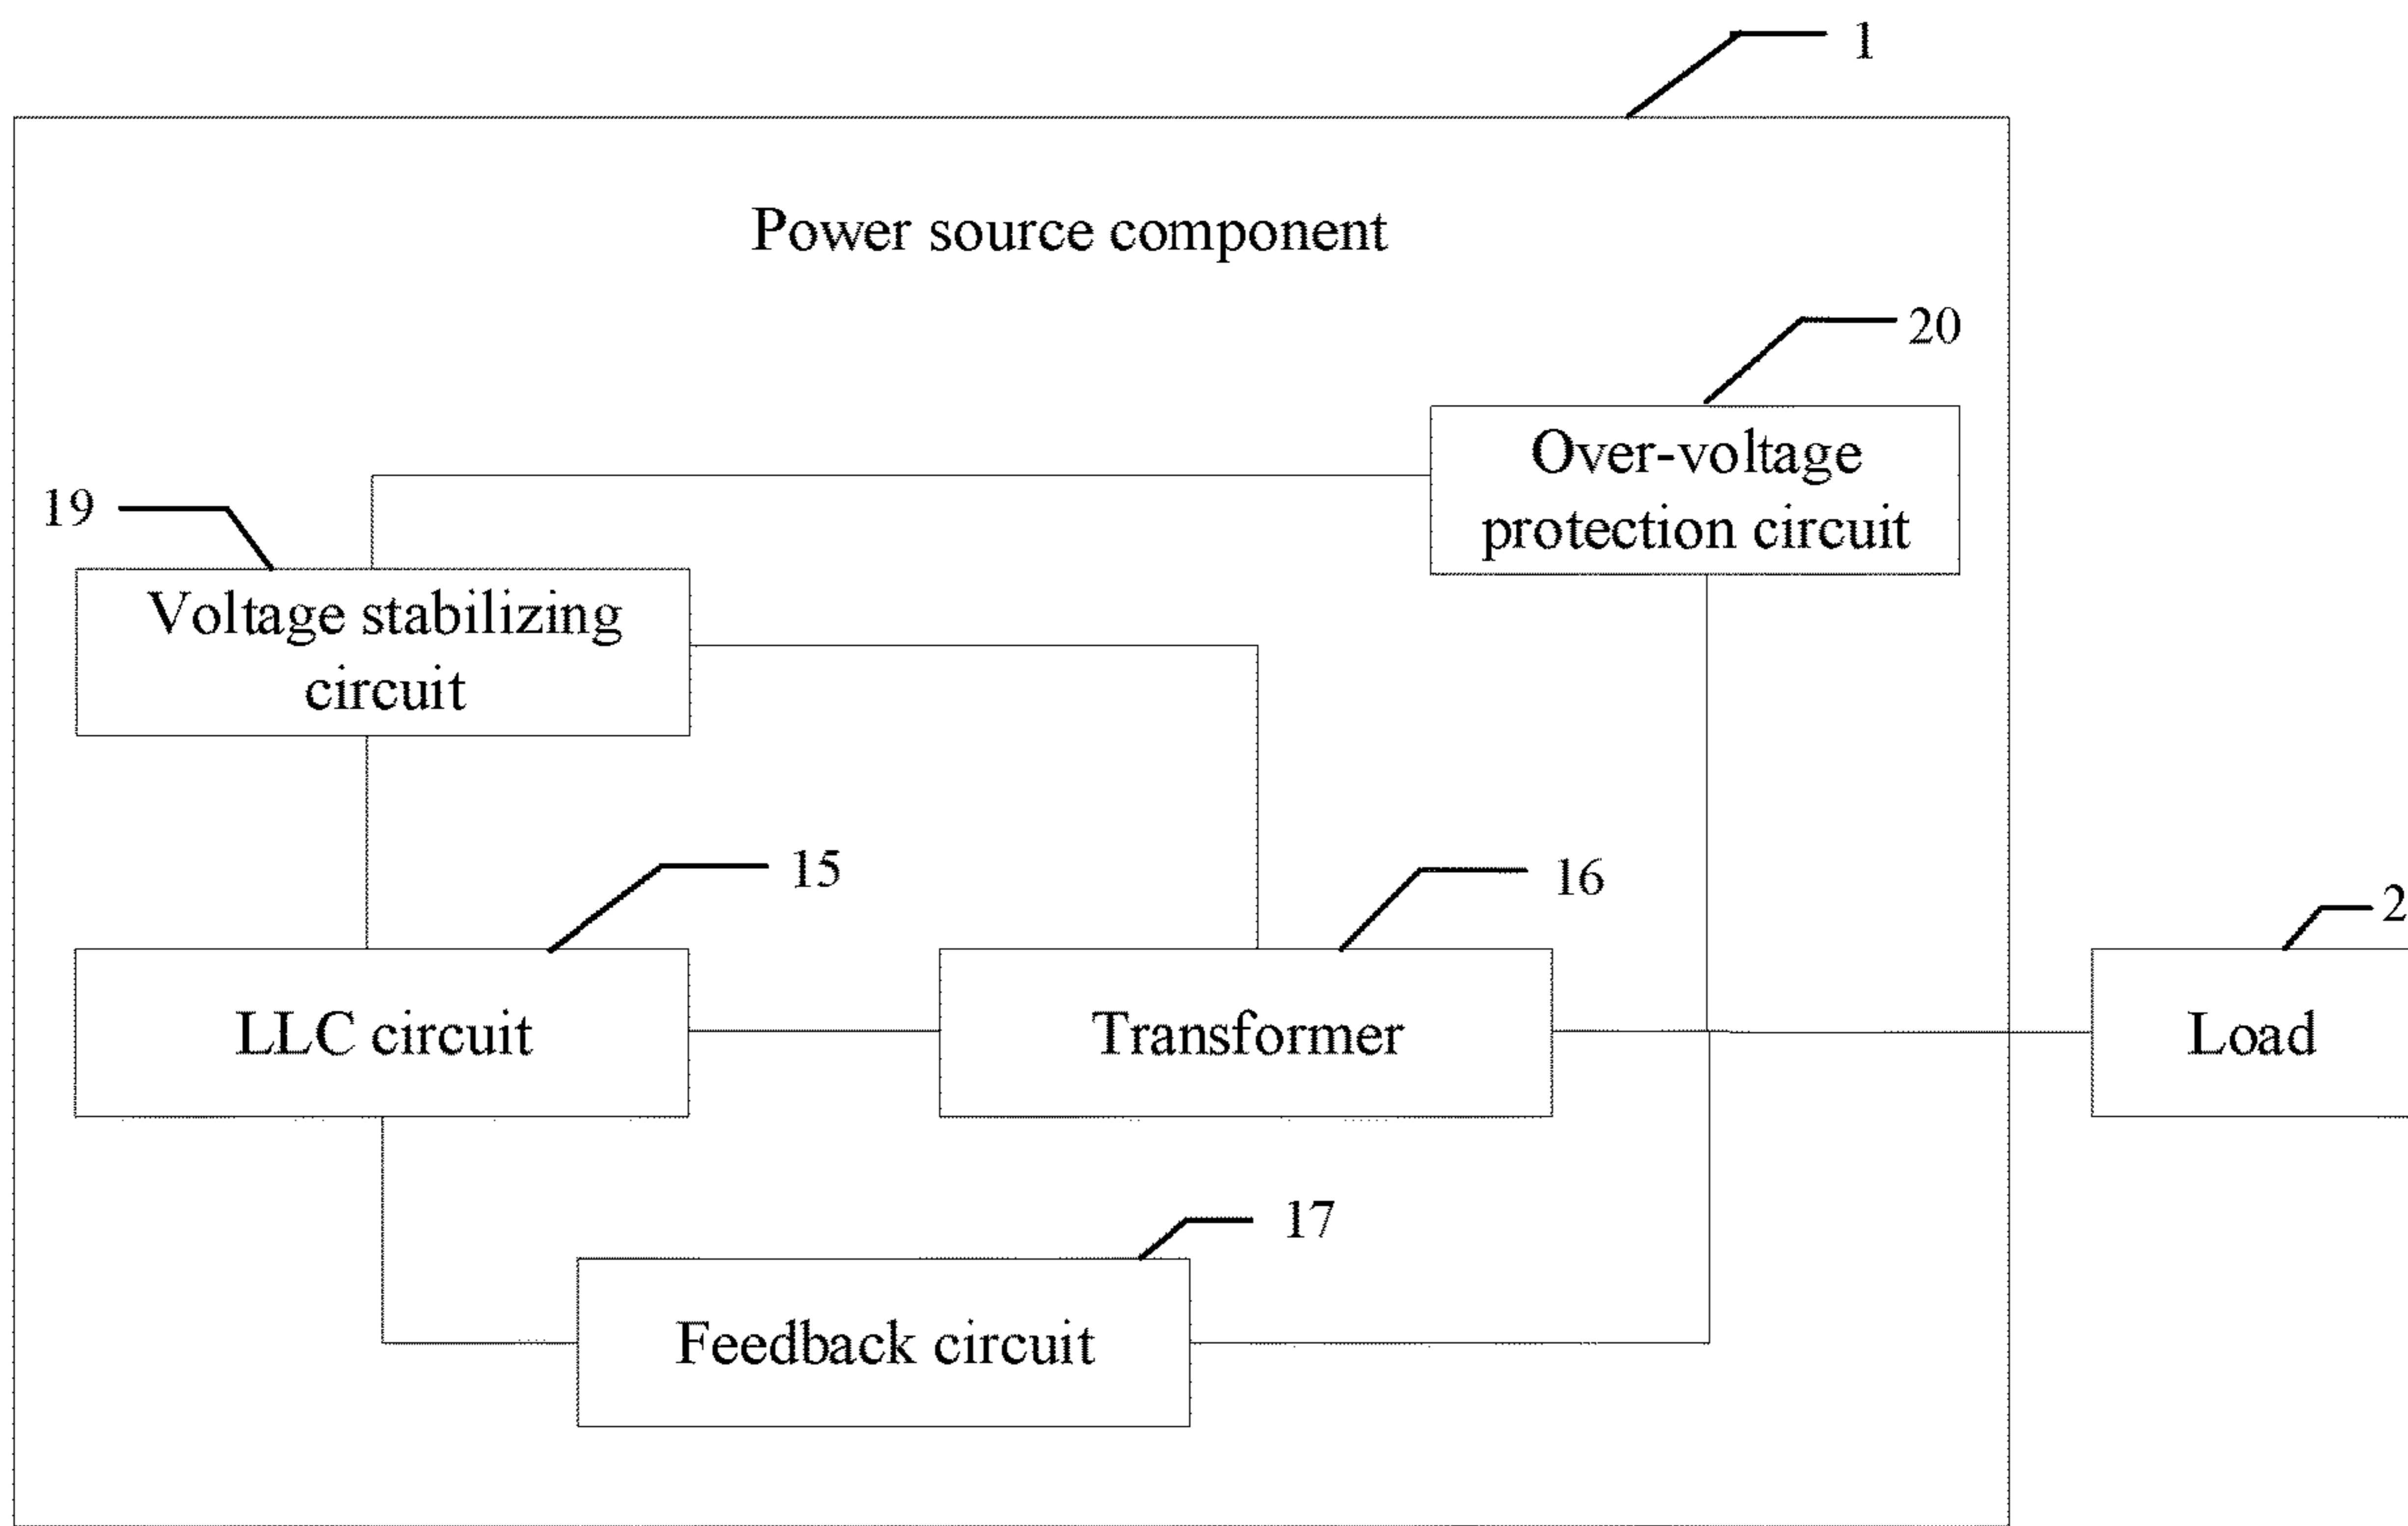 1
Power source component
20
Over-voltage
protection circuit
19
Voltage stabilizing
circuit
15
16
2
LLC circuit
Transformer
Load
17
Feedback circuit